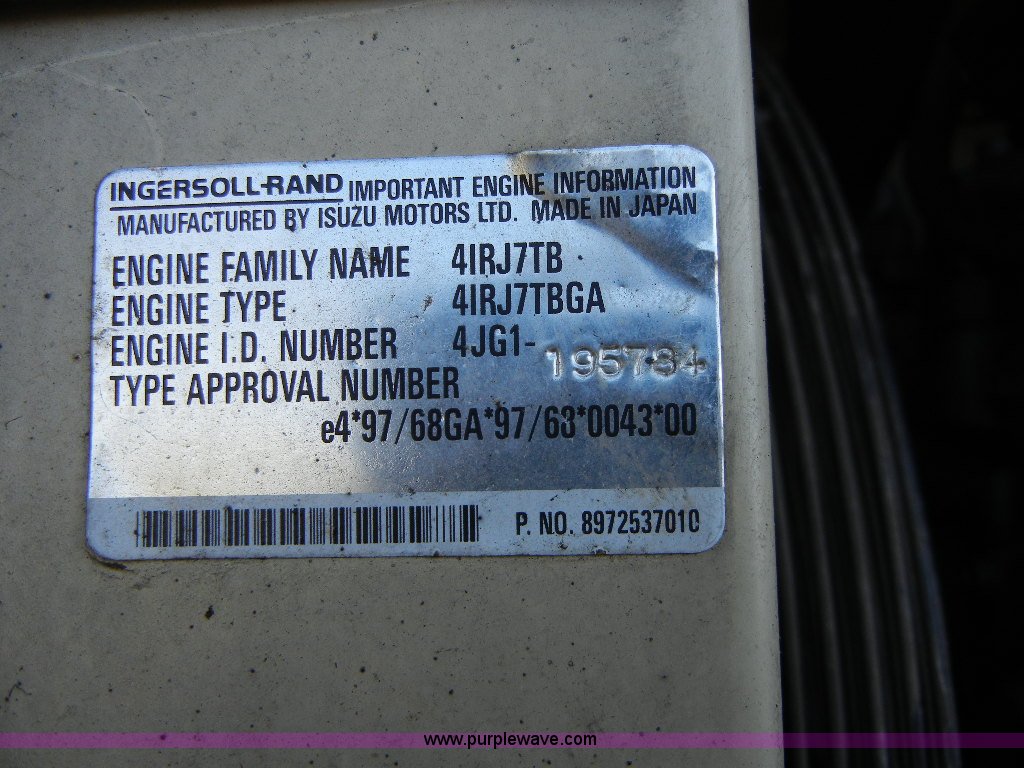 INGERSOLL-RAND IMPORTANT ENGINE INFORMATION
MANUFACTURED BY ISUZU MOTORS LTD. MADE IN JAPAN
ENGINE FAMILY NAME 4IRJ7TB
ENGINE TYPE 4IRJ7TBGA
ENGINE I.D. NUMBER 4JG1-195784
TYPE APPROVAL NUMBER
e4*97/68GA*97/63*0043*00
P. NO. 8972537010
www.purplewave.com